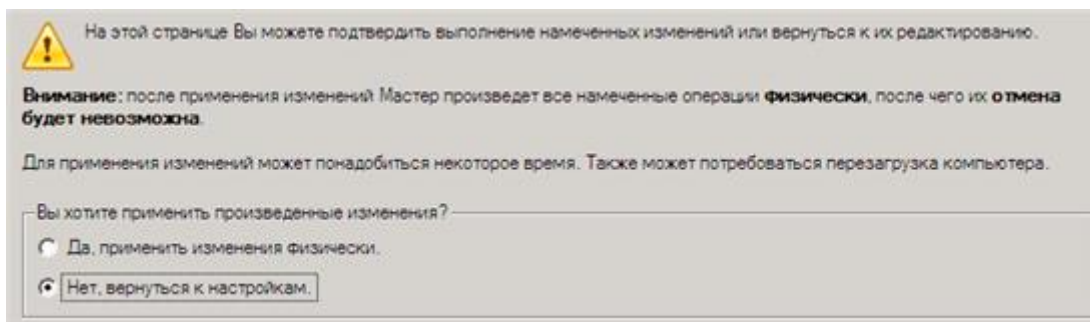 На этой странице Вы можете подтвердить выполнение намеченных изменений или вернуться к их редактированию.
Внимание: после применения изменений Мастер произведет все намеченные операции физически, после чего их отмена
будет невозможна.
Для применения изменений может понадобиться некоторое время. Также может потребоваться перезагрузка компьютера.
Вы хотите применить произведенные изменения?
Да, применить изменения физически.
Нет, вернуться к настройкам.